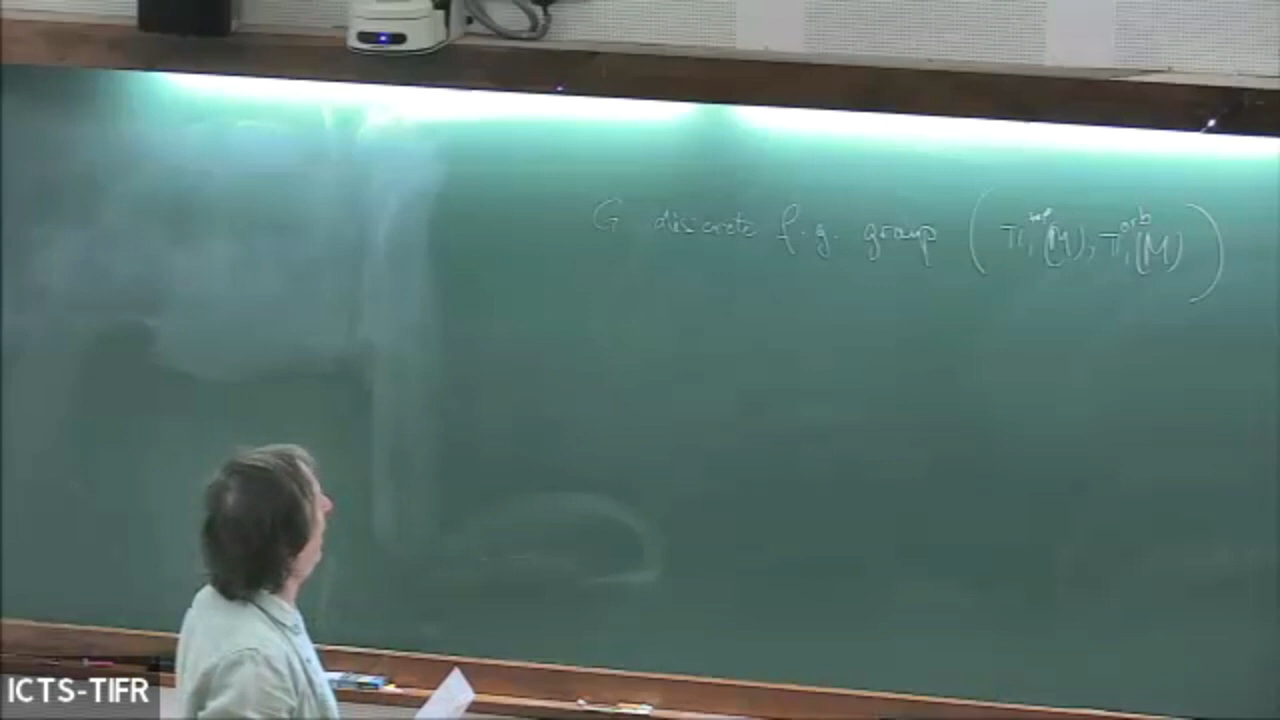 G discrete f.g. group ( π₁^top(M), π₁^orb(M) )
ICTS-TIFR